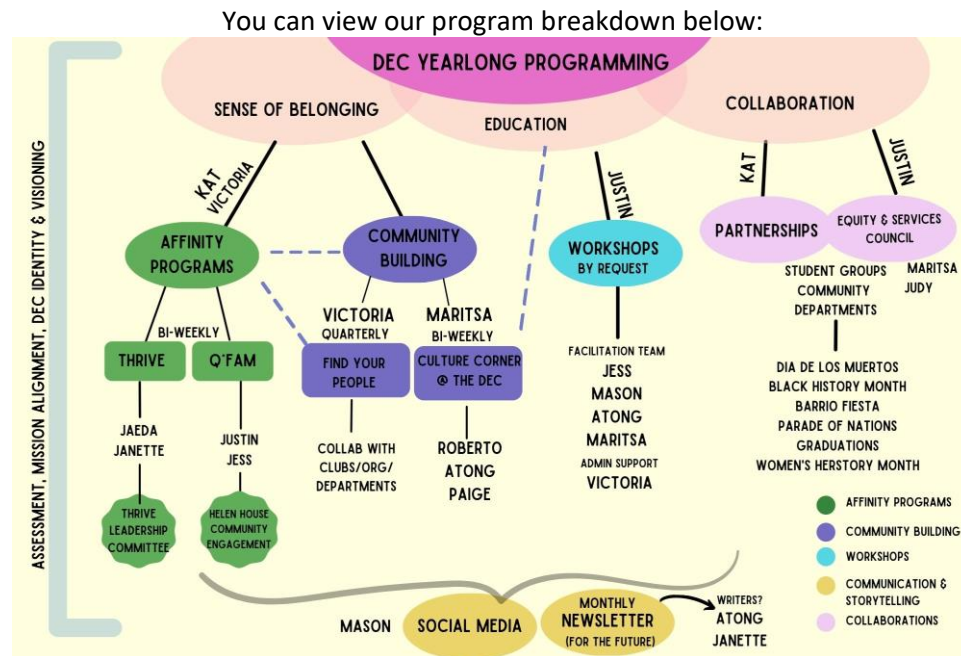 You can view our program breakdown below:
DEC YEARLONG PROGRAMMING
SENSE OF BELONGING
EDUCATION
COLLABORATION
ASSESSMENT, MISSION ALIGNMENT, DEC IDENTITY & VISIONING
KAT
VICTORIA
JUSTIN
KAT
JUSTIN
AFFINITY
PROGRAMS
COMMUNITY
BUILDING
WORKSHOPS
BY REQUEST
PARTNERSHIPS
EQUITY & SERVICES
COUNCIL
STUDENT GROUPS
COMMUNITY
DEPARTMENTS
MARITSA
JUDY
BI-WEEKLY
THRIVE
Q'FAM
VICTORIA
QUARTERLY
MARITSA
BI-WEEKLY
FIND YOUR
PEOPLE
CULTURE CORNER
@ THE DEC
FACILITATION TEAM
JESS
MASON
ATONG
MARITSA
ADMIN SUPPORT
VICTORIA
DIA DE LOS MUERTOS
BLACK HISTORY MONTH
BARRIO FIESTA
PARADE OF NATIONS
GRADUATIONS
WOMEN'S HERSTORY MONTH
JAEDA
JANETTE
JUSTIN
JESS
COLLAB WITH
CLUBS/ORG/
DEPARTMENTS
ROBERTO
ATONG
PAIGE
THRIVE
LEADERSHIP
COMMITTEE
HELEN HOUSE
COMMUNITY
ENGAGEMENT
AFFINITY PROGRAMS
COMMUNITY BUILDING
WORKSHOPS
COMMUNICATION &
STORYTELLING
COLLABORATIONS
MASON
SOCIAL MEDIA
MONTHLY
NEWSLETTER
(FOR THE FUTURE)
WRITERS?
ATONG
JANETTE